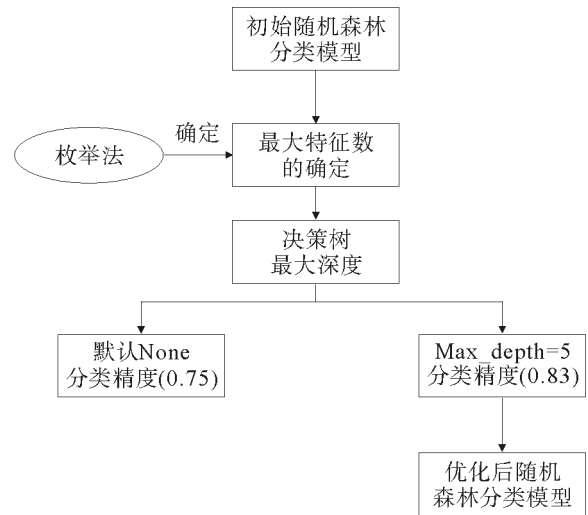 初始随机森林
分类模型
确定
枚举法
最大特征数
的确定
决策树
最大深度
默认None
分类精度(0.75)
Max_depth=5
分类精度(0.83)
优化后随机
森林分类模型